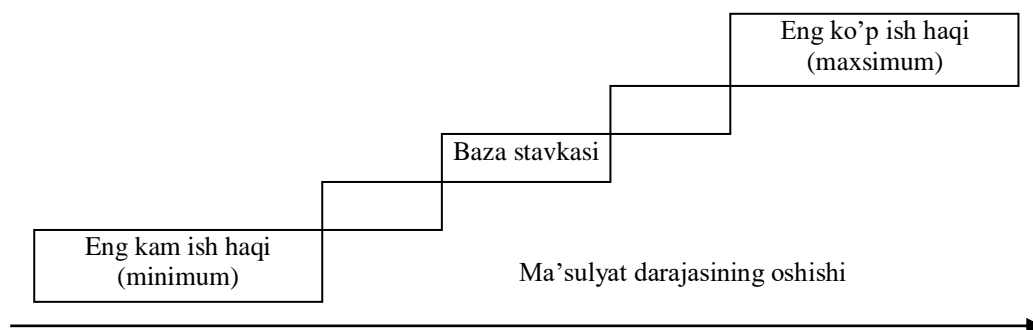 Eng ko’p ish haqi
(maxsimum)
Baza stavkasi
Eng kam ish haqi
(minimum)
Ma’sulyat darajasining oshishi